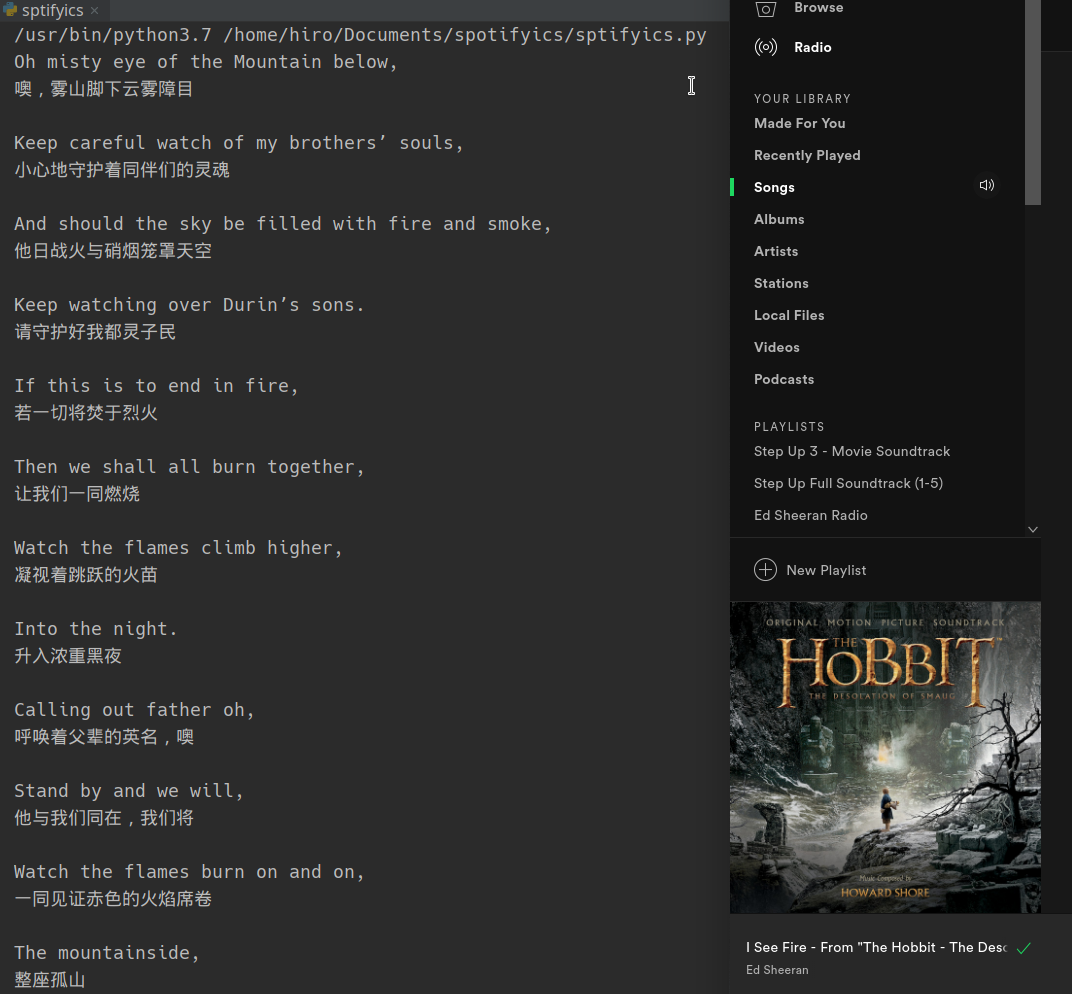 sptifyics
/usr/bin/python3.7 /home/hiro/Documents/spotifyics/sptifyics.py
Oh misty eye of the Mountain below,
噢，雾山脚下云雾障目
Keep careful watch of my brothers’ souls,
小心地守护着同伴们的灵魂
And should the sky be filled with fire and smoke,
他日战火与硝烟笼罩天空
Keep watching over Durin’s sons.
请守护好我都灵子民
If this is to end in fire,
若一切将焚于烈火
Then we shall all burn together,
让我们一同燃烧
Watch the flames climb higher,
凝视着跳跃的火苗
Into the night.
升入浓重黑夜
Calling out father oh,
呼唤着父辈的英名，噢
Stand by and we will,
他与我们同在，我们将
Watch the flames burn on and on,
一同见证赤色的火焰席卷
The mountainside,
整座孤山
Browse
Radio
YOUR LIBRARY
Made For You
Recently Played
Songs
Albums
Artists
Stations
Local Files
Videos
Podcasts
PLAYLISTS
Step Up 3 - Movie Soundtrack
Step Up Full Soundtrack (1-5)
Ed Sheeran Radio
New Playlist
ORIGINAL MOTION PICTURE SOUNDTRACK
THE
HOBBIT
THE DESOLATION OF SMAUG
Music Composed by
HOWARD SHORE
I See Fire - From "The Hobbit - The Desc
Ed Sheeran